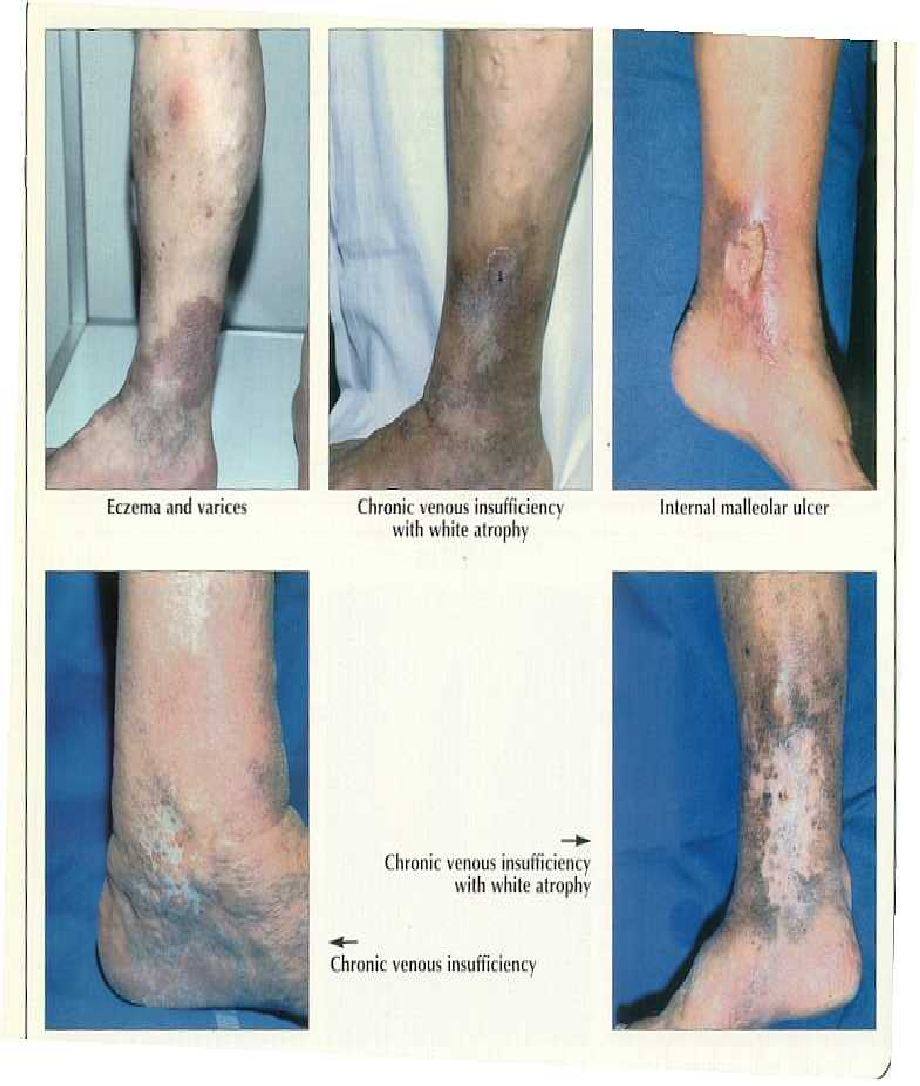 Eczema and varices
Chronic venous insufficiency
with white atrophy
Internal malleolar ulcer
→
Chronic venous insufficiency
with white atrophy
←
Chronic venous insufficiency